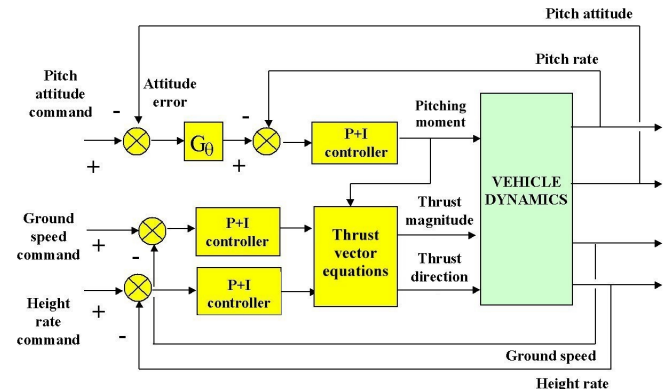 Pitch attitude
Pitch rate
Pitch
attitude
command
Attitude
error
-
-
+
Gθ
+
P+I
controller
Pitching
moment
VEHICLE
DYNAMICS
Ground
speed
command
+
-
P+I
controller
Thrust
vector
equations
Thrust
magnitude
Thrust
direction
P+I
controller
Height
rate
command
+
-
Ground speed
Height rate